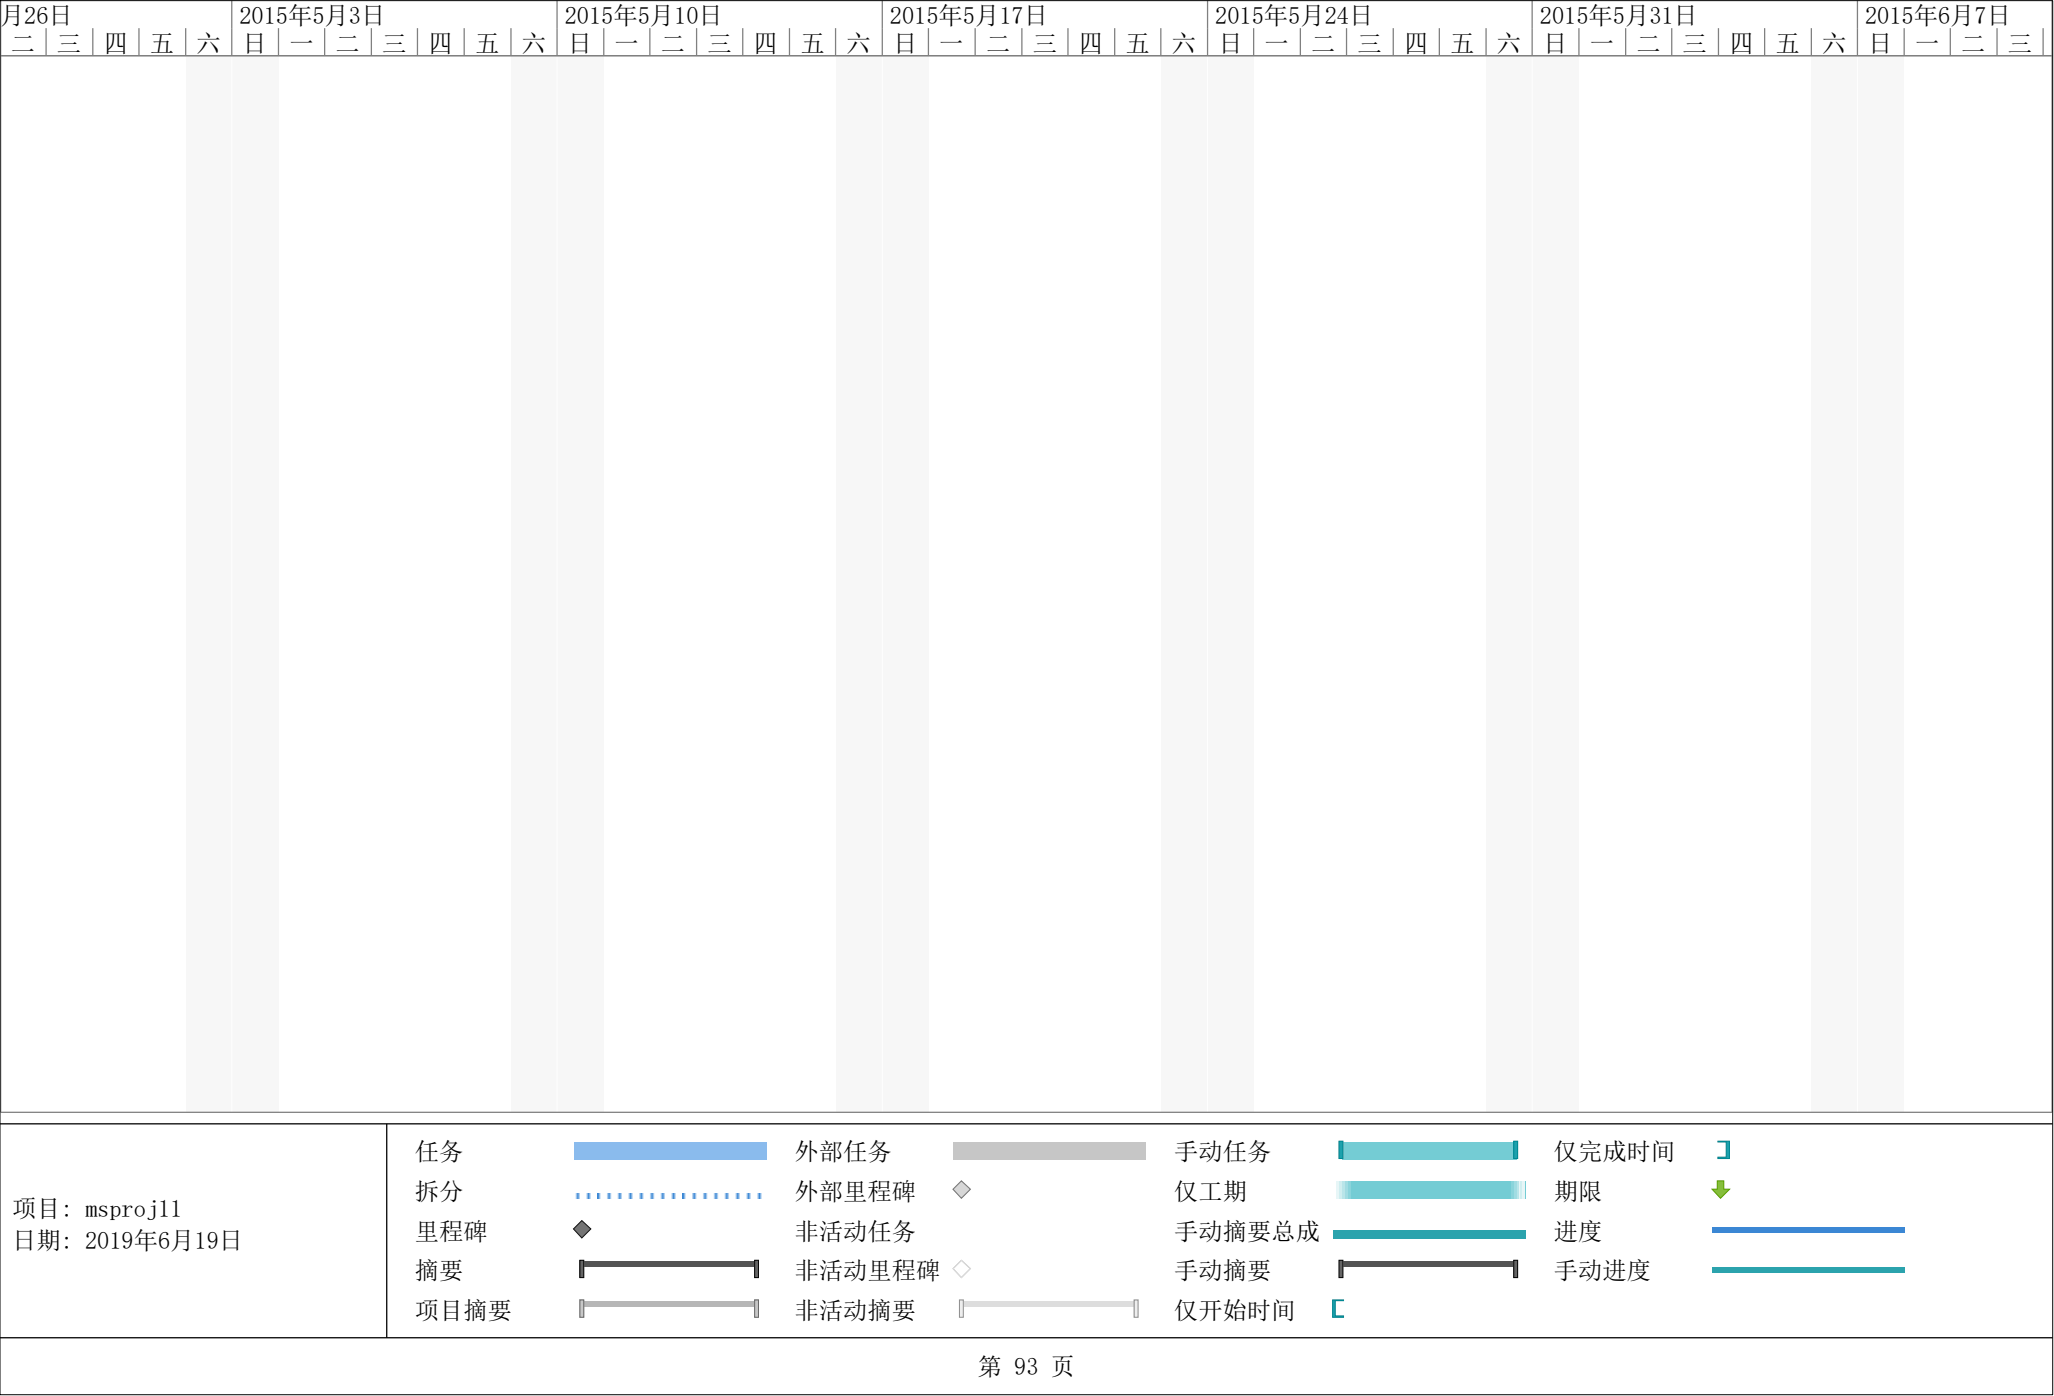 月26日 2015年5月3日 2015年5月10日 2015年5月17日 2015年5月24日 2015年5月31日 2015年6月7日
二 三 四 五 六 日 一 二 三 四 五 六 日 一 二 三 四 五 六 日 一 二 三 四 五 六 日 一 二 三 四 五 六 日 一 二 三 四 五 六 日 一 二 三
项目: msproj11
日期: 2019年6月19日
任务 外部任务 手动任务 仅完成时间
拆分 外部里程碑 仅工期 期限
里程碑 非活动任务 手动摘要总成 进度
摘要 非活动里程碑 手动摘要 手动进度
项目摘要 非活动摘要 仅开始时间
第 93 页